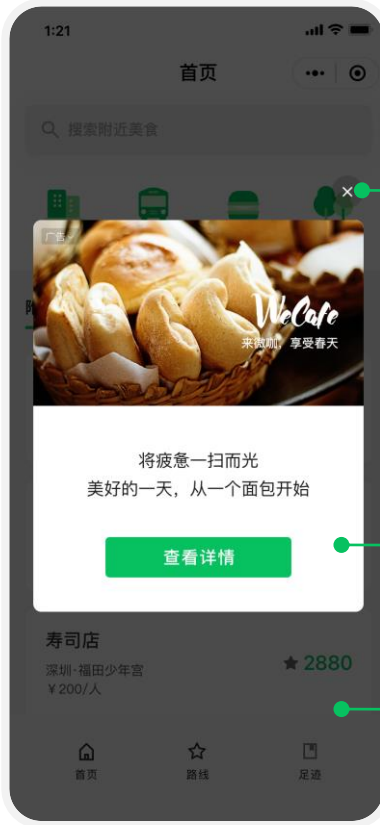 1:21
首页
搜索附近美食
广告
WeCafe
来微咖，享受春天
将疲惫一扫而光
美好的一天，从一个面包开始
查看详情
寿司店
深圳·福田少年宫
2880
￥200/人
首页
路线
足迹